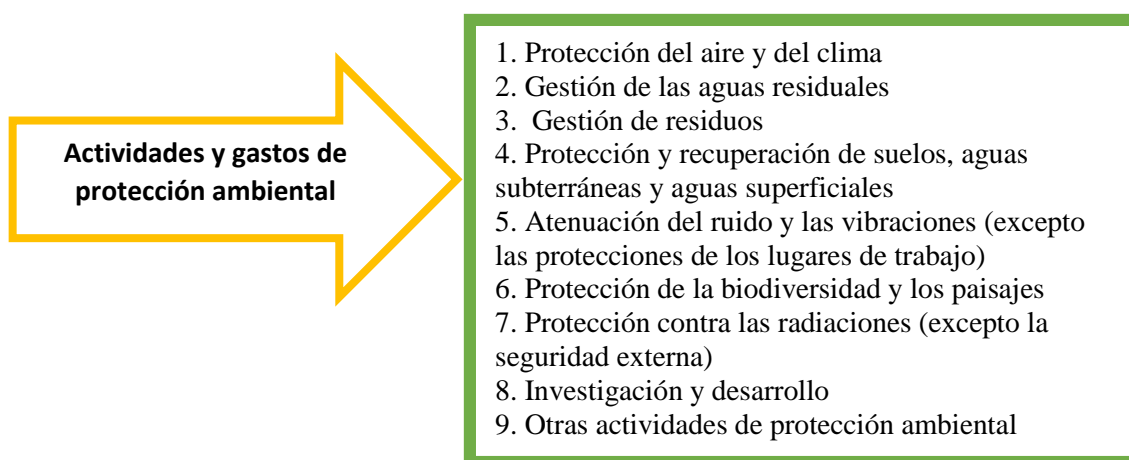 Actividades y gastos de
protección ambiental
1. Protección del aire y del clima
2. Gestión de las aguas residuales
3. Gestión de residuos
4. Protección y recuperación de suelos, aguas
subterráneas y aguas superficiales
5. Atenuación del ruido y las vibraciones (excepto
las protecciones de los lugares de trabajo)
6. Protección de la biodiversidad y los paisajes
7. Protección contra las radiaciones (excepto la
seguridad externa)
8. Investigación y desarrollo
9. Otras actividades de protección ambiental